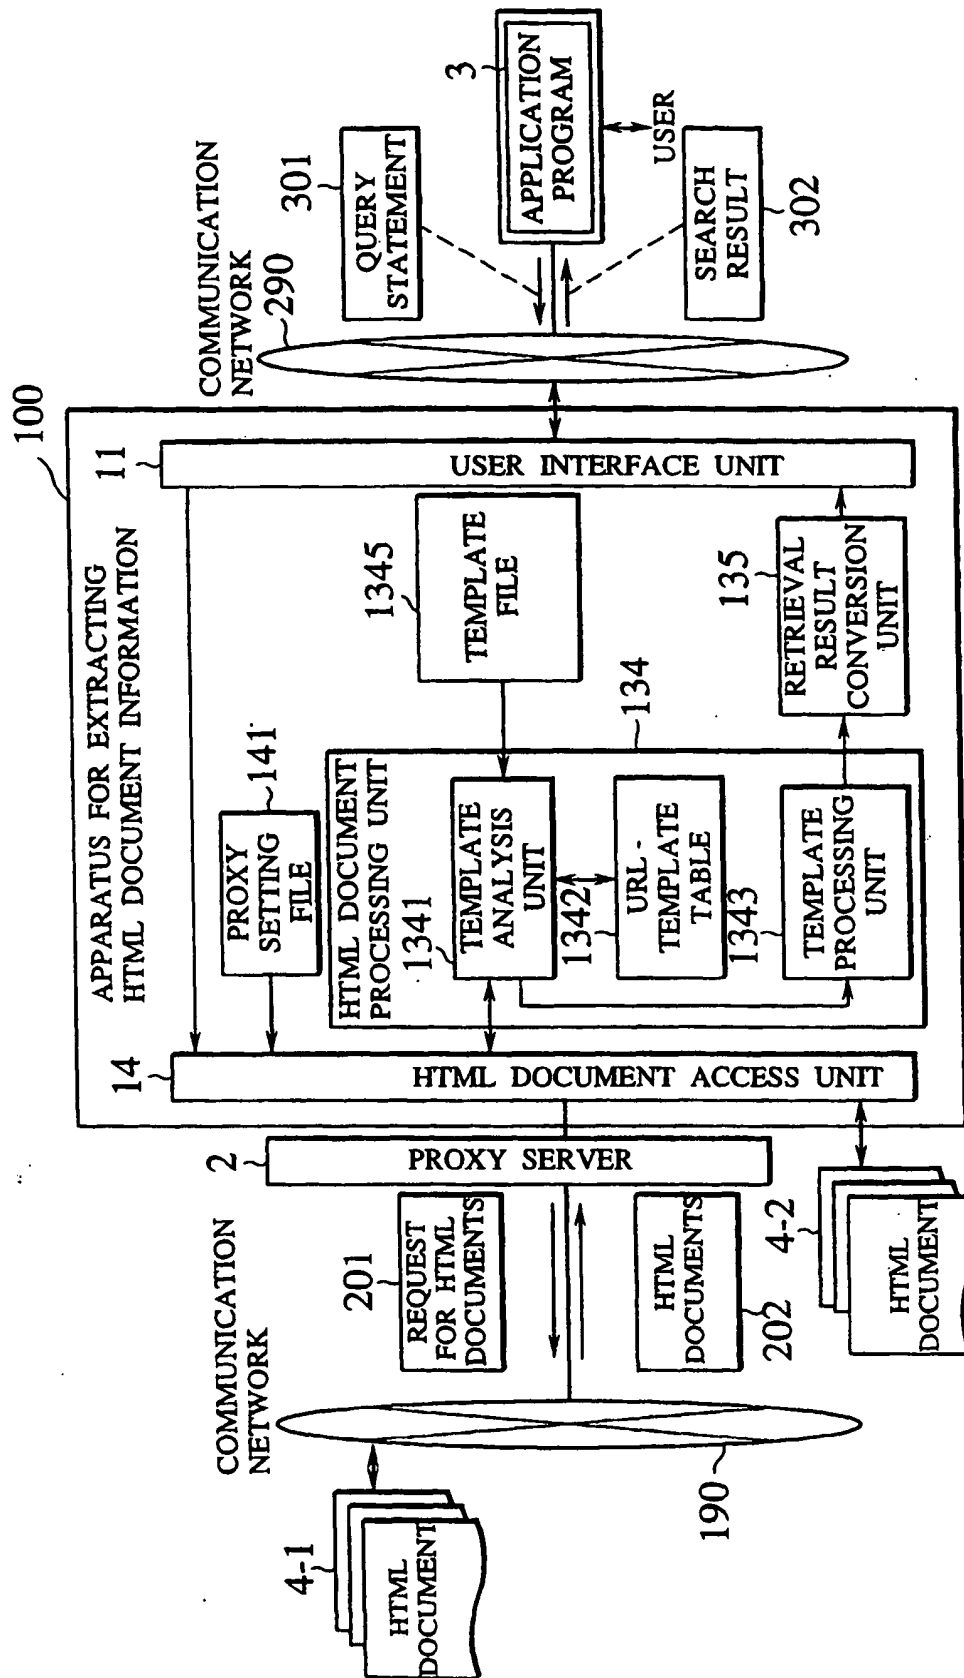 100
APPARATUS FOR EXTRACTING
HTML DOCUMENT INFORMATION
COMMUNICATION
NETWORK
4-1
HTML
DOCUMENT
190
201
REQUEST
FOR HTML
DOCUMENTS
HTML
DOCUMENTS
202
2
PROXY SERVER
4-2
HTML
DOCUMENT
14
HTML DOCUMENT ACCESS UNIT
PROXY
SETTING
FILE
141
HTML DOCUMENT
PROCESSING UNIT
134
1341
TEMPLATE
ANALYSIS
UNIT
1342
URL -
TEMPLATE
TABLE
1343
TEMPLATE
PROCESSING
UNIT
1345
TEMPLATE
FILE
135
RETRIEVAL
RESULT
CONVERSION
UNIT
11
USER INTERFACE UNIT
COMMUNICATION
NETWORK
290
301
QUERY
STATEMENT
3
APPLICATION
PROGRAM
USER
SEARCH
RESULT
302